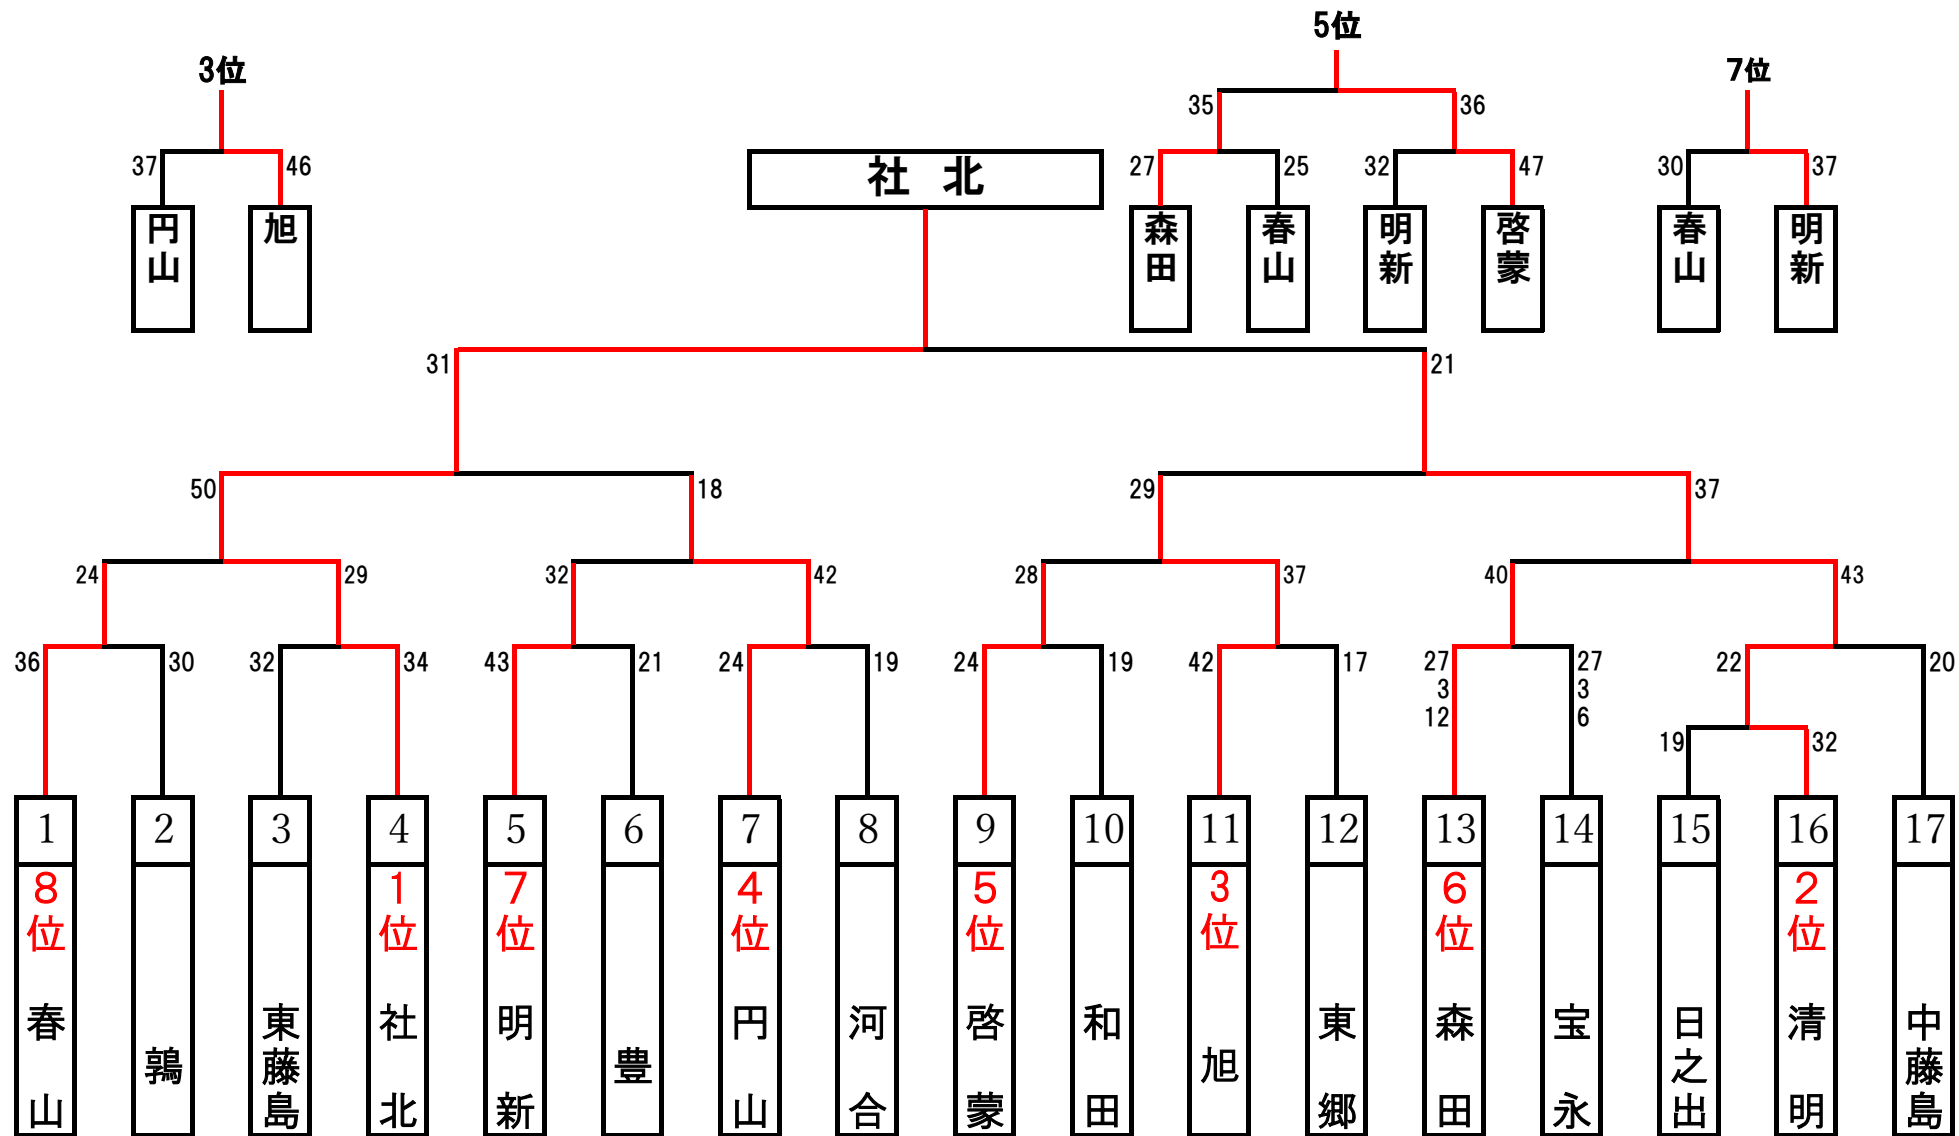 5位
3位
7位
35
36
37
46
27
25
32
47
30
37
社 北
円山
旭
森田
春山
明新
啓蒙
春山
明新
31
21
50
18
29
37
24
29
32
42
28
37
40
43
36
30
32
34
43
21
24
19
24
19
42
17
27
3
12
27
3
6
22
20
19
32
1
2
3
4
5
6
7
8
9
10
11
12
13
14
15
16
17
8位 春山
鶉
東藤島
1位 社北
7位 明新
豊
4位 円山
河合
5位 啓蒙
和田
3位 旭
東郷
6位 森田
宝永
日之出
2位 清明
中藤島